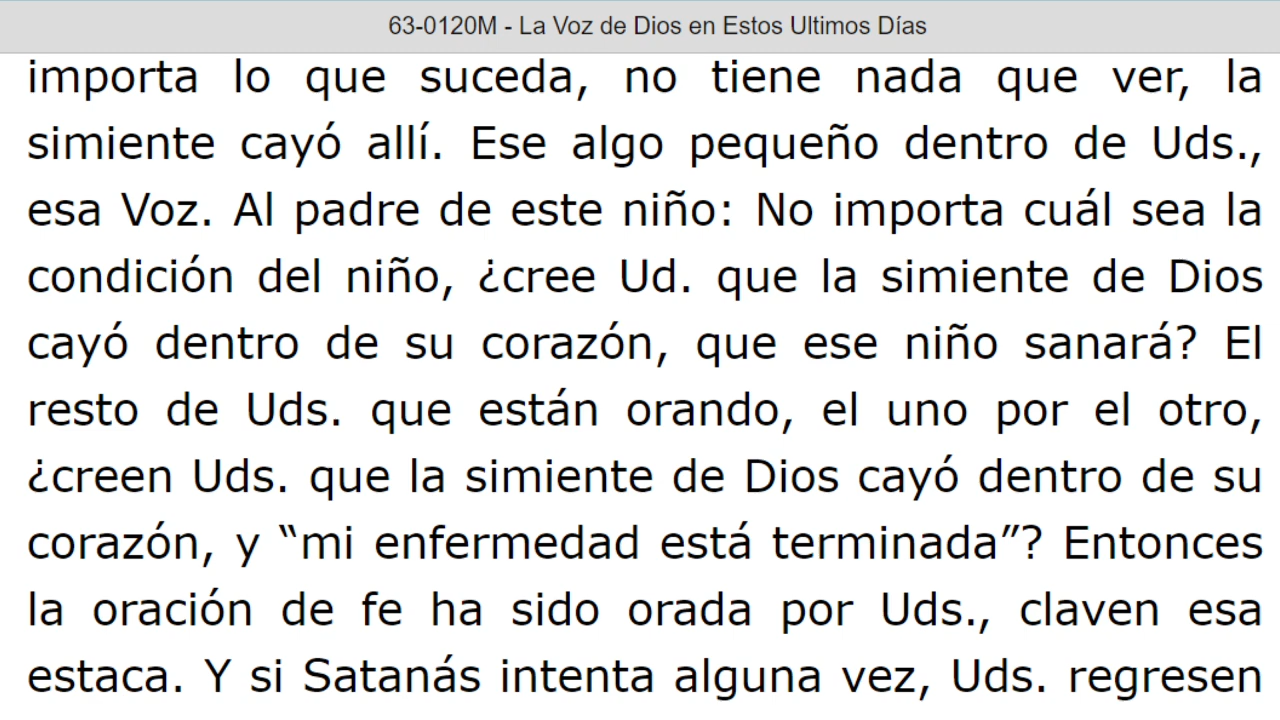 63-0120M - La Voz de Dios en Estos Ultimos Días
importa lo que suceda, no tiene nada que ver, la
simiente cayó allí. Ese algo pequeño dentro de Uds.,
esa Voz. Al padre de este niño: No importa cuál sea la
condición del niño, ¿cree Ud. que la simiente de Dios
cayó dentro de su corazón, que ese niño sanará? El
resto de Uds. que están orando, el uno por el otro,
¿creen Uds. que la simiente de Dios cayó dentro de su
corazón, y “mi enfermedad está terminada”? Entonces
la oración de fe ha sido orada por Uds., claven esa
estaca. Y si Satanás intenta alguna vez, Uds. regresen